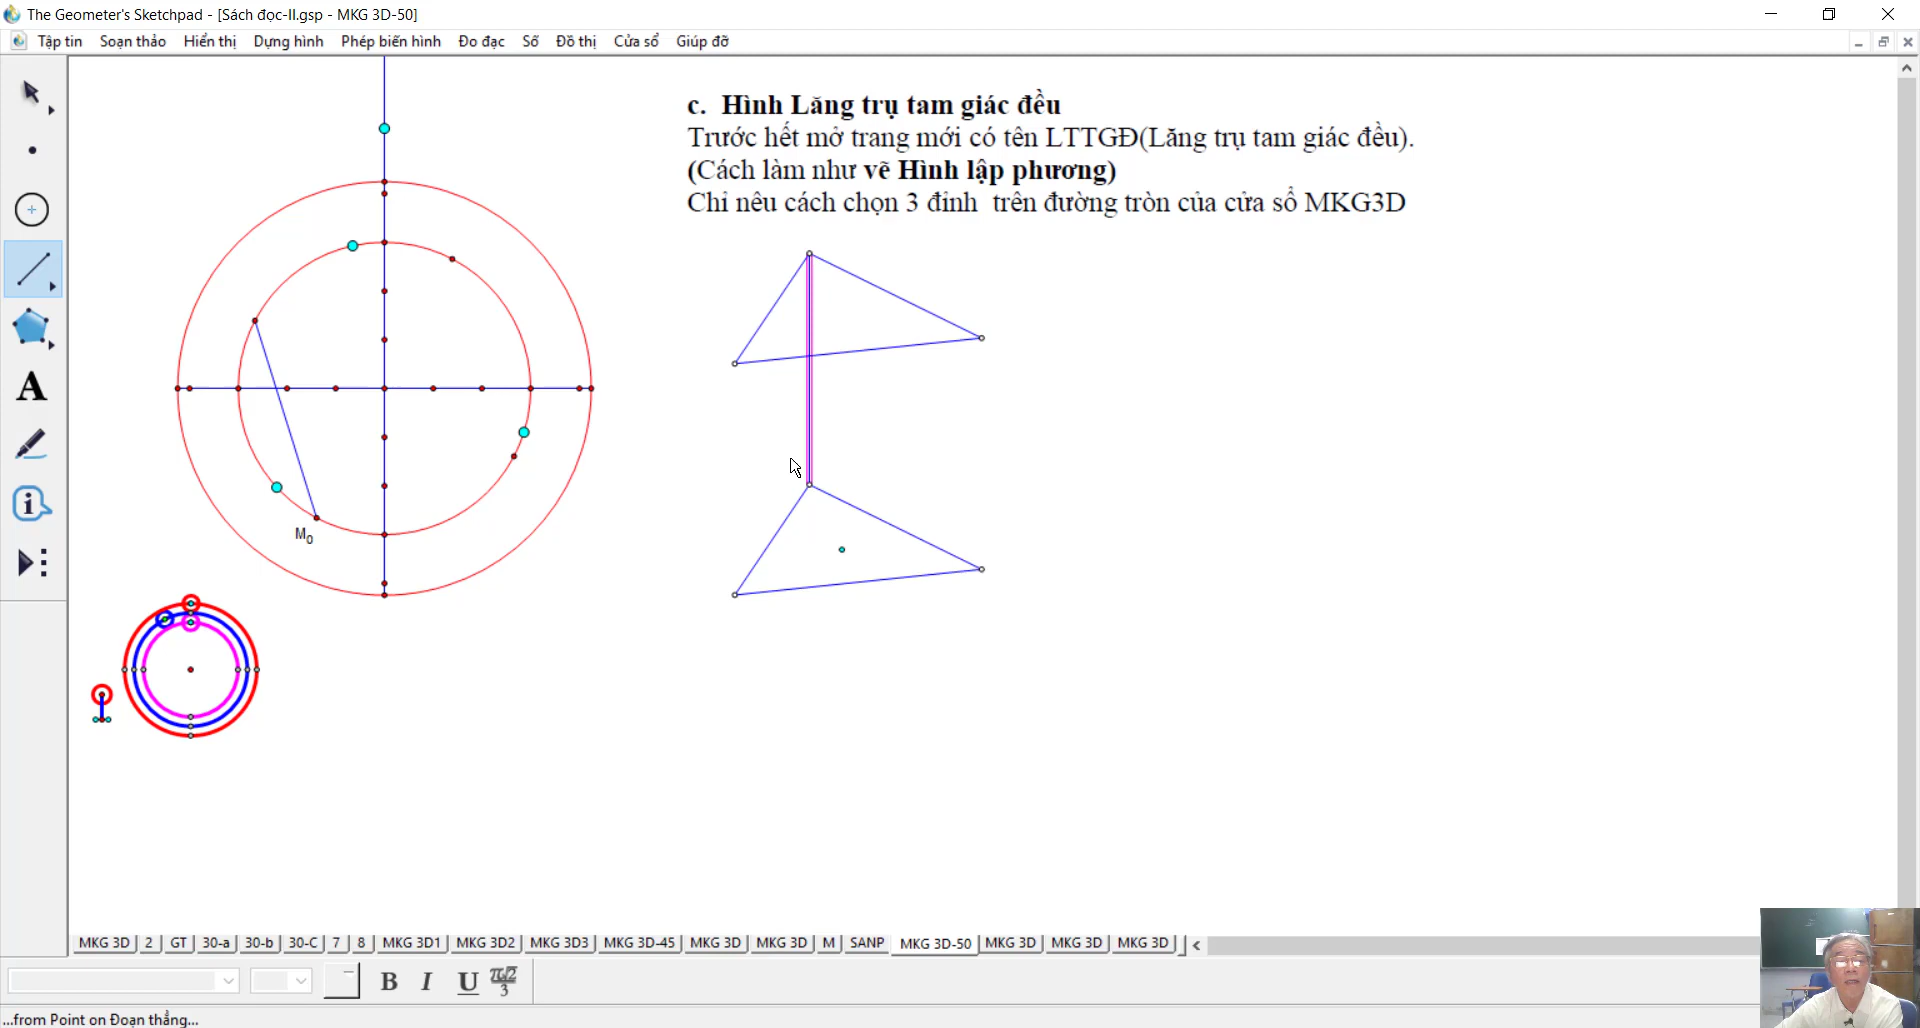 The Geometer's Sketchpad - [Sách đọc-II.gsp - MKG 3D-50]
Tập tin Soạn thảo Hiển thị Dựng hình Phép biến hình Đo đạc Số Đồ thị Cửa sổ Giúp đỡ
c. Hình Lăng trụ tam giác đều
Trước hết mở trang mới có tên LTTGĐ(Lăng trụ tam giác đều).
(Cách làm như vẽ Hình lập phương)
Chỉ nêu cách chọn 3 đỉnh trên đường tròn của cửa sổ MKG3D
A
M0
MKG 3D 2 GT 30-a 30-b 30-C 7 8 MKG 3D1 MKG 3D2 MKG 3D3 MKG 3D-45 MKG 3D MKG 3D M SANP MKG 3D-50 MKG 3D MKG 3D MKG 3D
B I U π√2/3
...from Point on Đoạn thẳng...